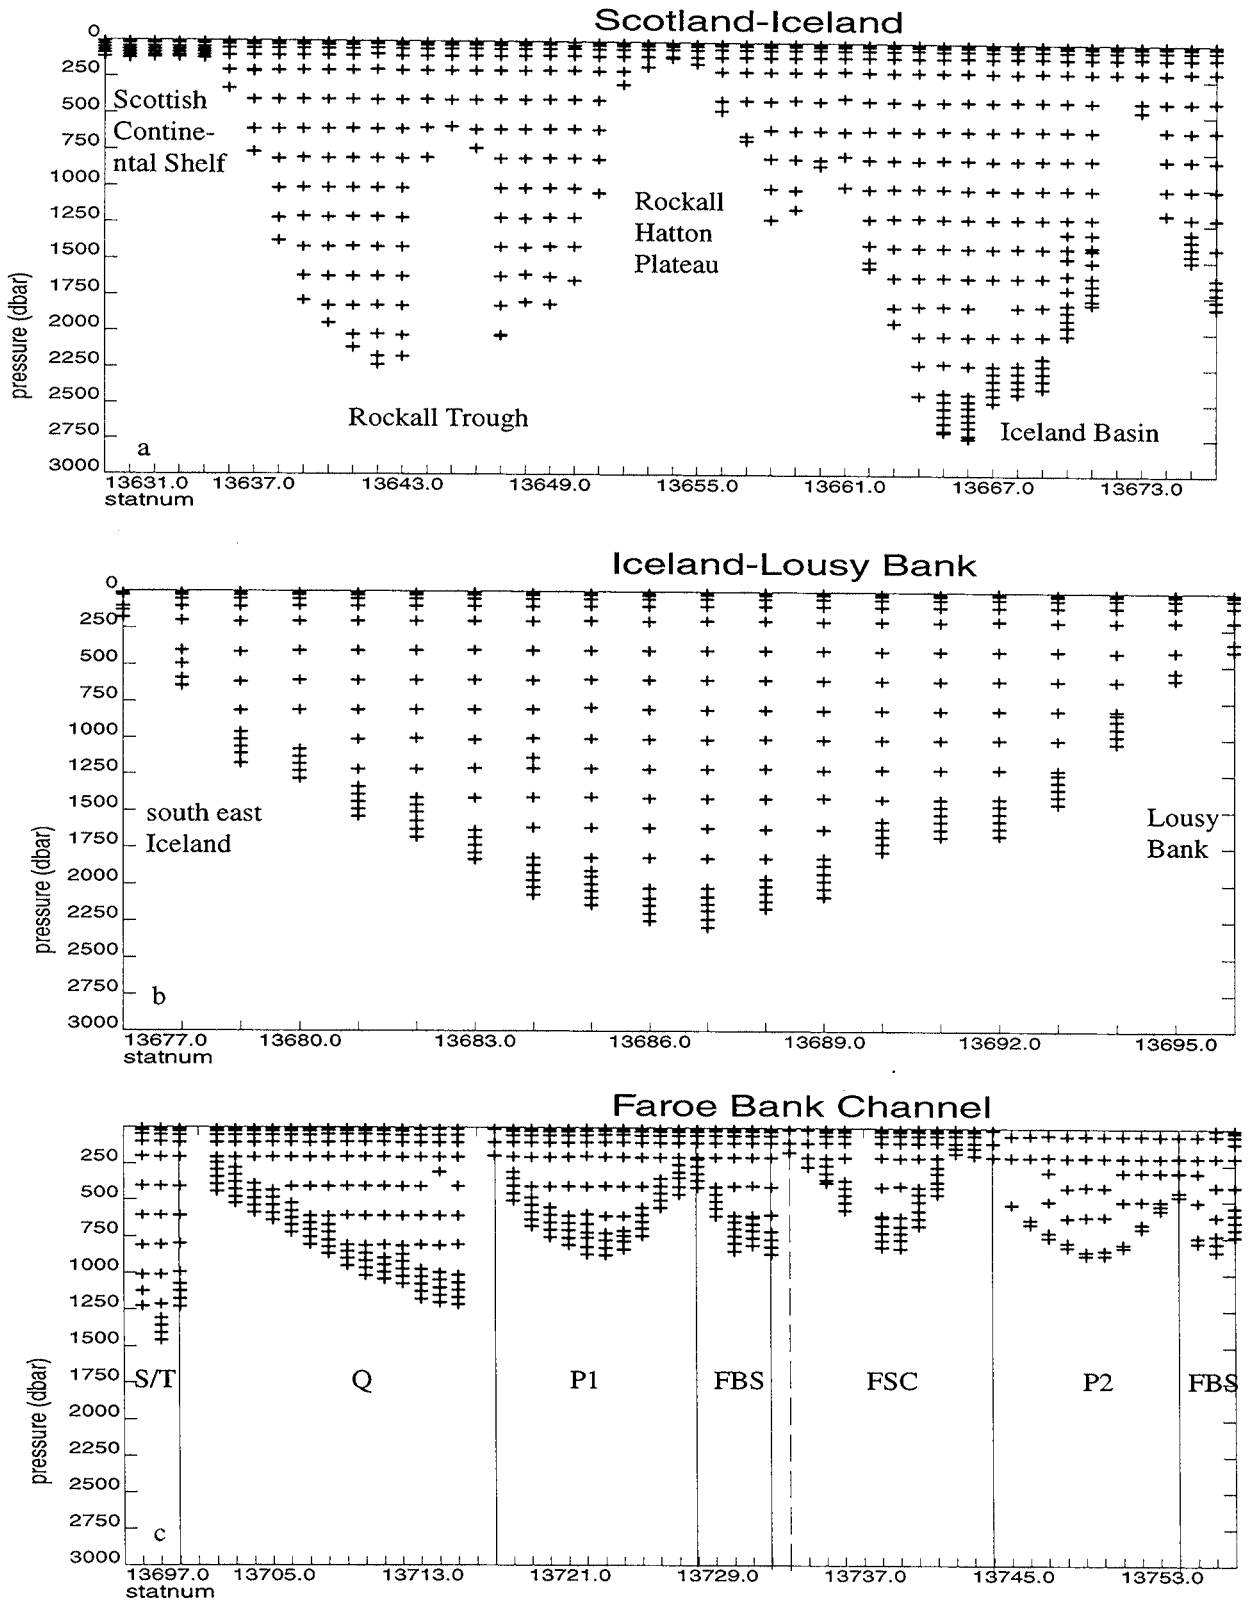 Scotland-Iceland
0
250
500
750
1000
1250
1500
1750
2000
2250
2500
2750
3000
pressure (dbar)
Scottish
Contine-
ntal Shelf
Rockall
Hatton
Plateau
Rockall Trough
Iceland Basin
a
13631.0 13637.0 13643.0 13649.0 13655.0 13661.0 13667.0 13673.0
statnum
Iceland-Lousy Bank
0
250
500
750
1000
1250
1500
1750
2000
2250
2500
2750
3000
pressure (dbar)
south east
Iceland
Lousy
Bank
b
13677.0 13680.0 13683.0 13686.0 13689.0 13692.0 13695.0
statnum
Faroe Bank Channel
250
500
750
1000
1250
1500
1750
2000
2250
2500
2750
3000
pressure (dbar)
S/T Q P1 FBS FSC P2 FBS
c
13697.0 13705.0 13713.0 13721.0 13729.0 13737.0 13745.0 13753.0
statnum